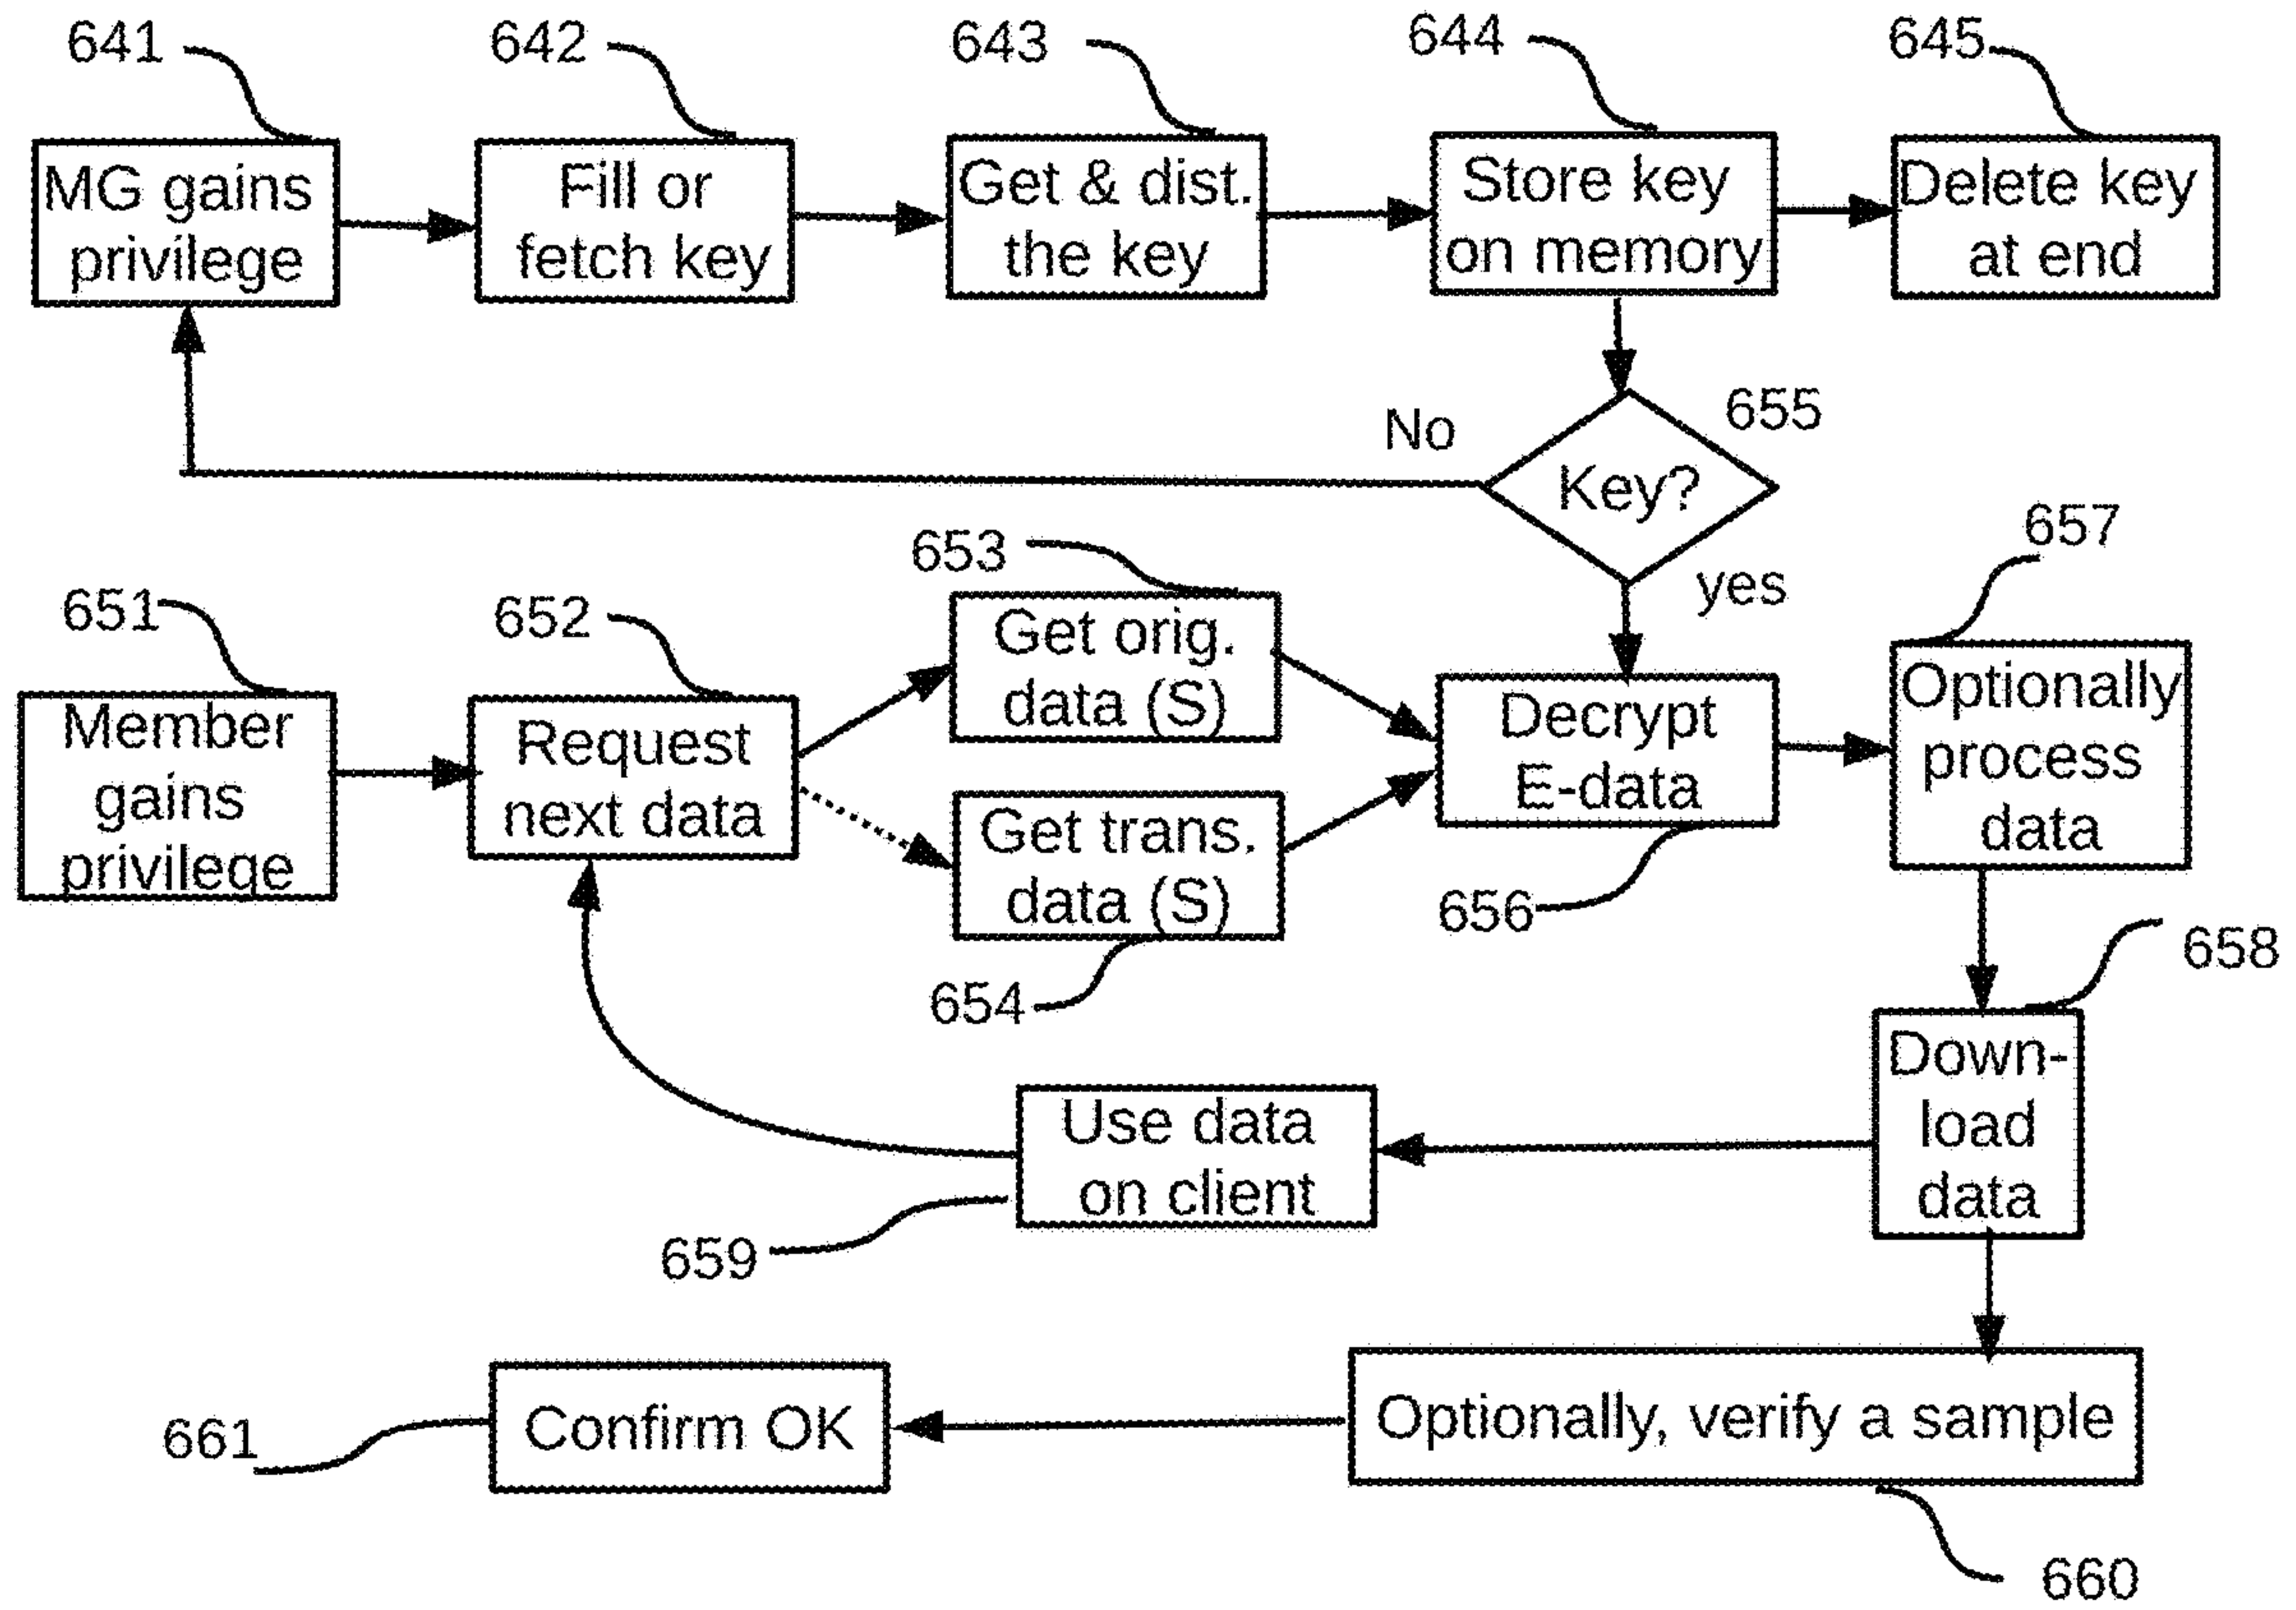 641
642
643
644
645
MG gains
privilege
Fill or
fetch key
Get & dist.
the key
Store key
on memory
Delete key
at end
No
655
Key?
yes
651
652
653
657
Member
gains
privilege
Request
next data
Get orig.
data (S)
Get trans.
data (S)
654
Decrypt
E-data
656
Optionally
process
data
658
Down-
load
data
Use data
on client
659
661
Confirm OK
Optionally, verify a sample
660